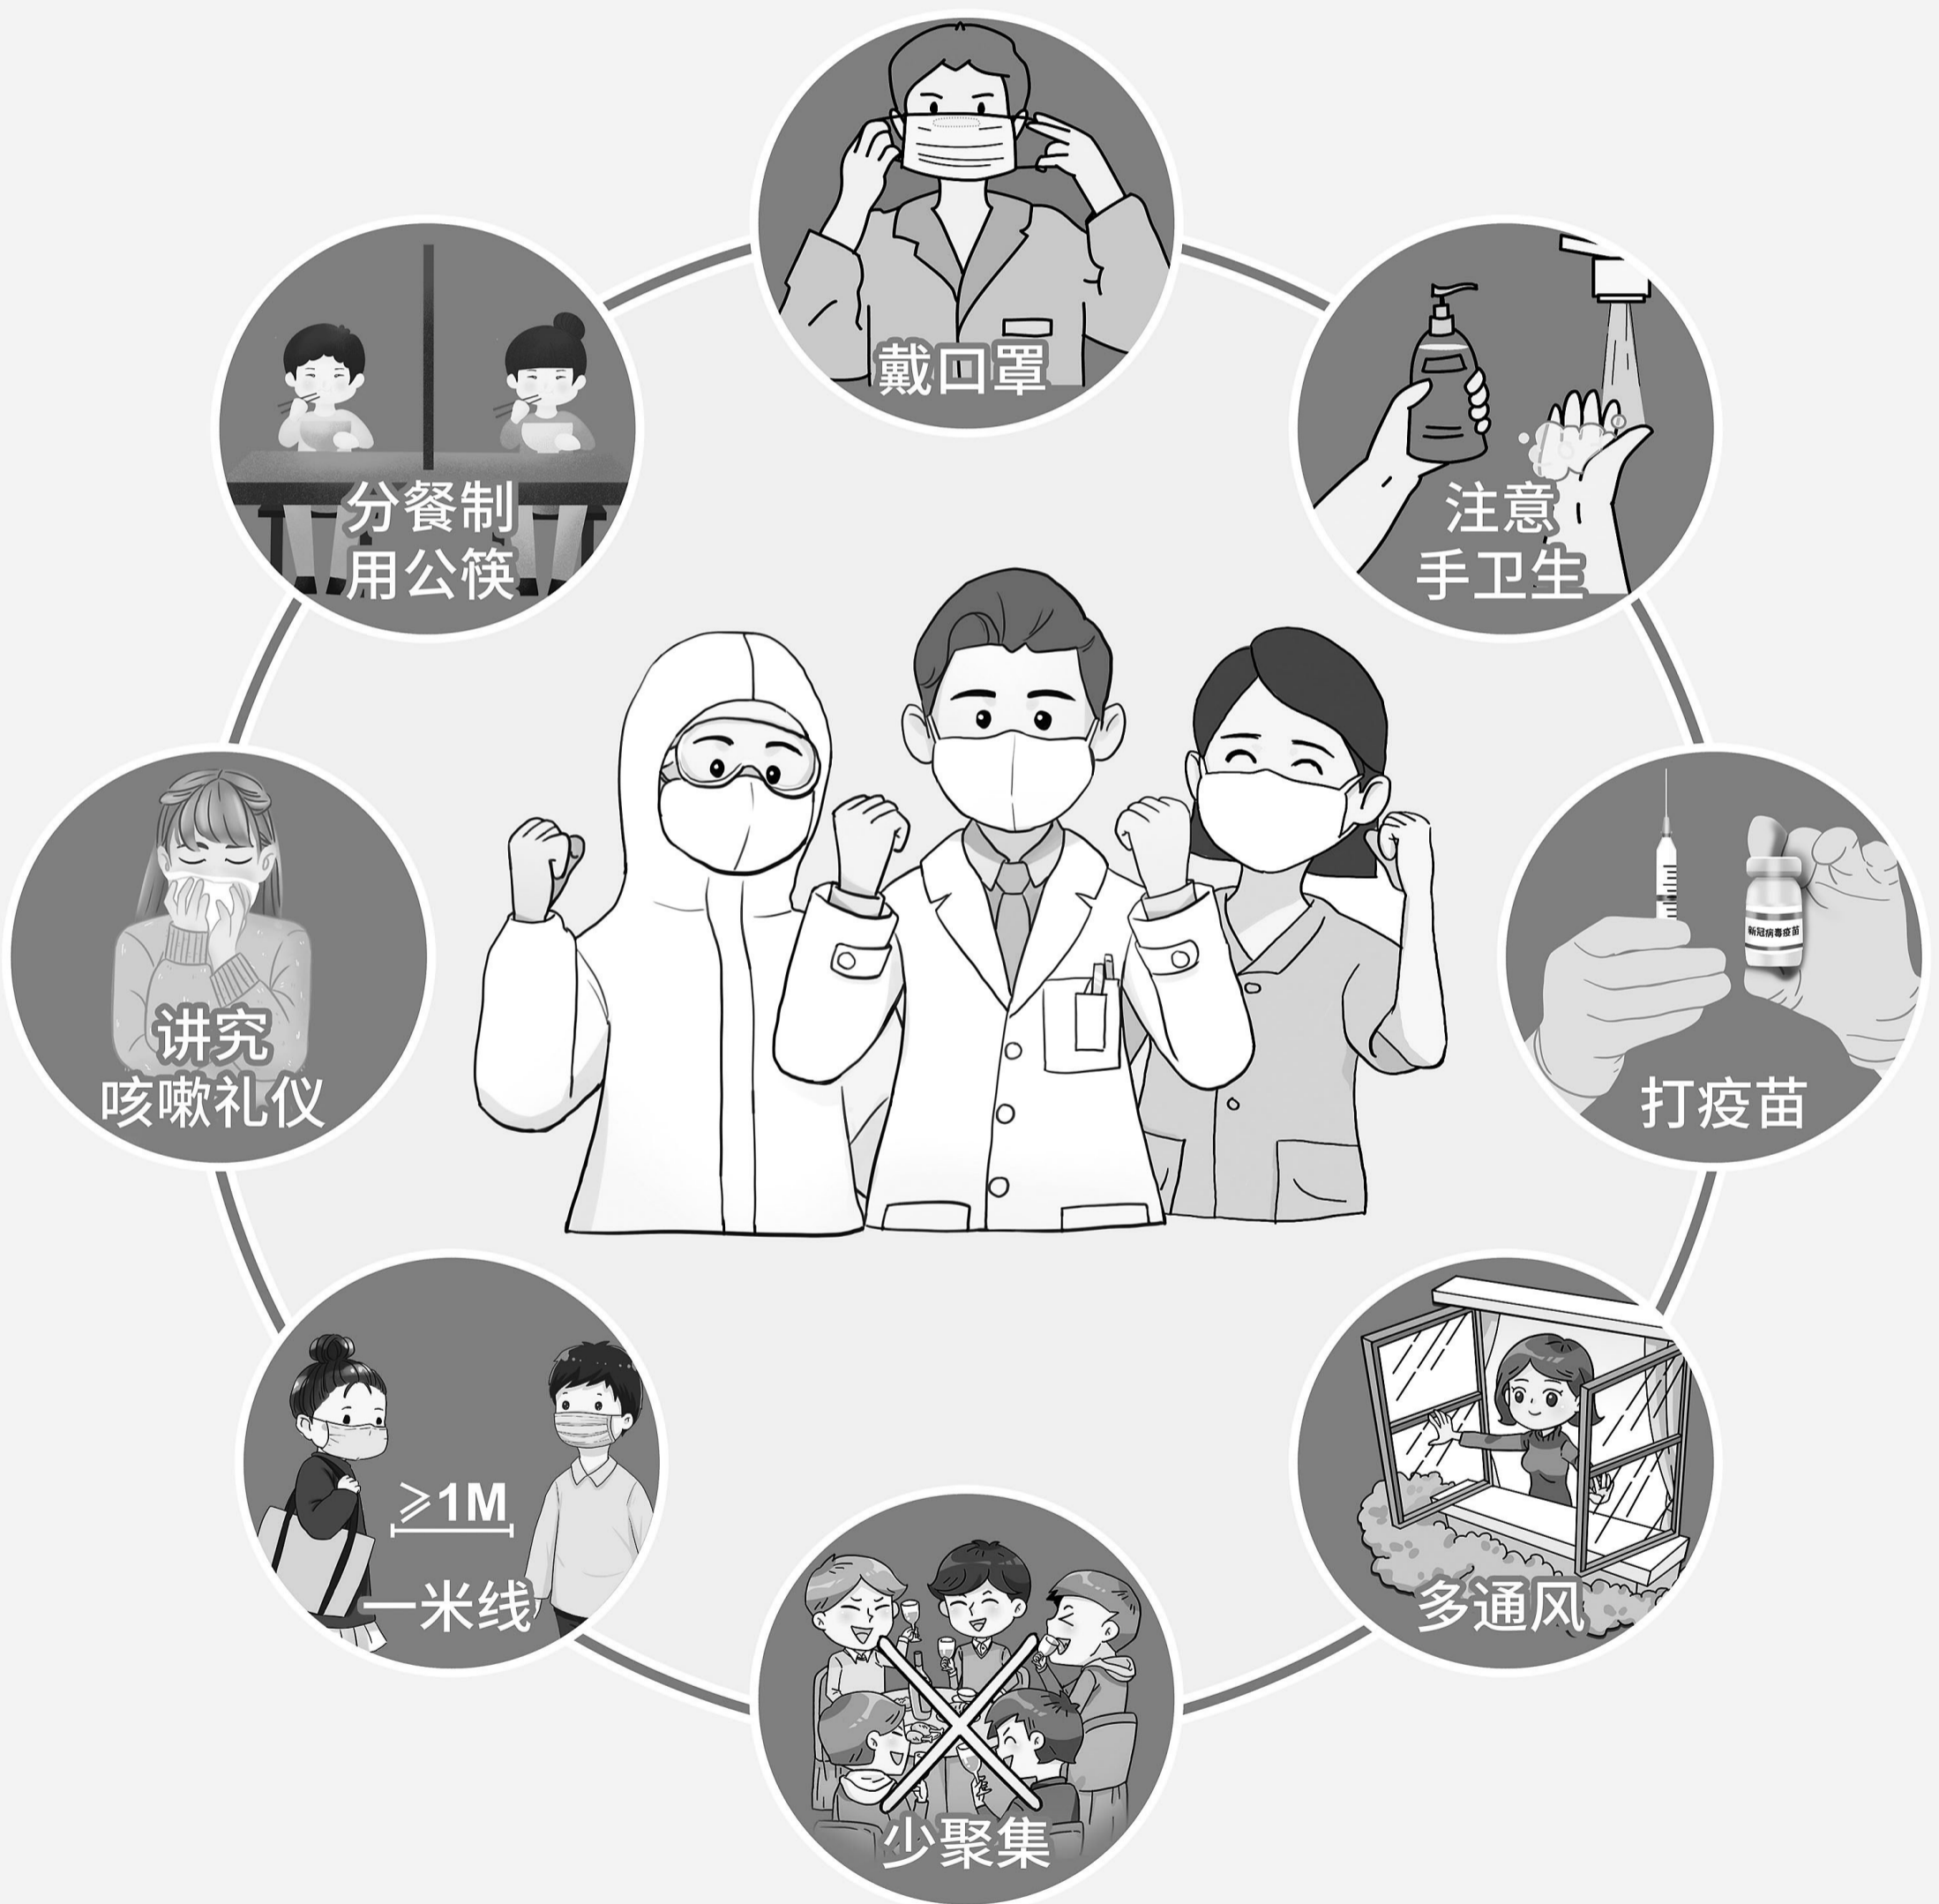 戴口罩
注意
手卫生
新冠病毒疫苗
打疫苗
多通风
少聚集
≥1M
一米线
讲究
咳嗽礼仪
分餐制
用公筷